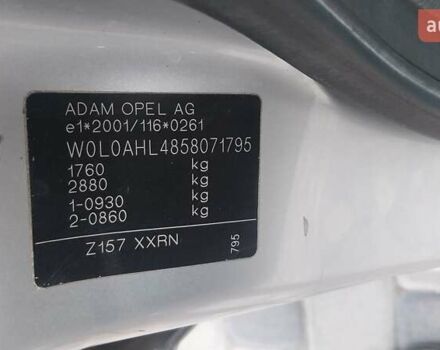 au
ADAM OPEL AG
e1*2001/116*0261
W0L0AHL4858071795
1760 kg
2880 kg
1-0930 kg
2-0860 kg
Z157 XXRN
795